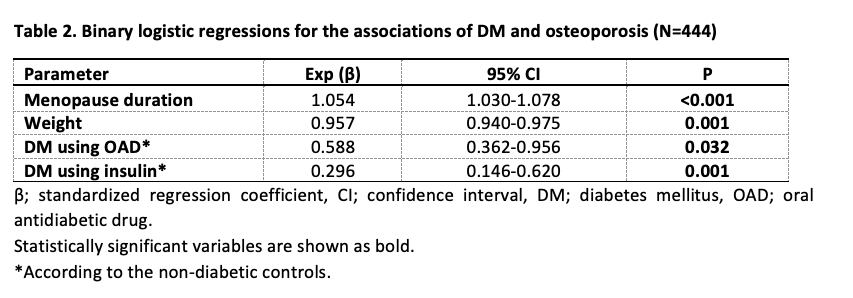 Table 2. Binary logistic regressions for the associations of DM and osteoporosis (N=444)
Parameter Exp (β) 95% CI P
Menopause duration 1.054 1.030-1.078 <0.001
Weight 0.957 0.940-0.975 0.001
DM using OAD* 0.588 0.362-0.956 0.032
DM using insulin* 0.296 0.146-0.620 0.001
β; standardized regression coefficient, CI; confidence interval, DM; diabetes mellitus, OAD; oral
antidiabetic drug.
Statistically significant variables are shown as bold.
*According to the non-diabetic controls.